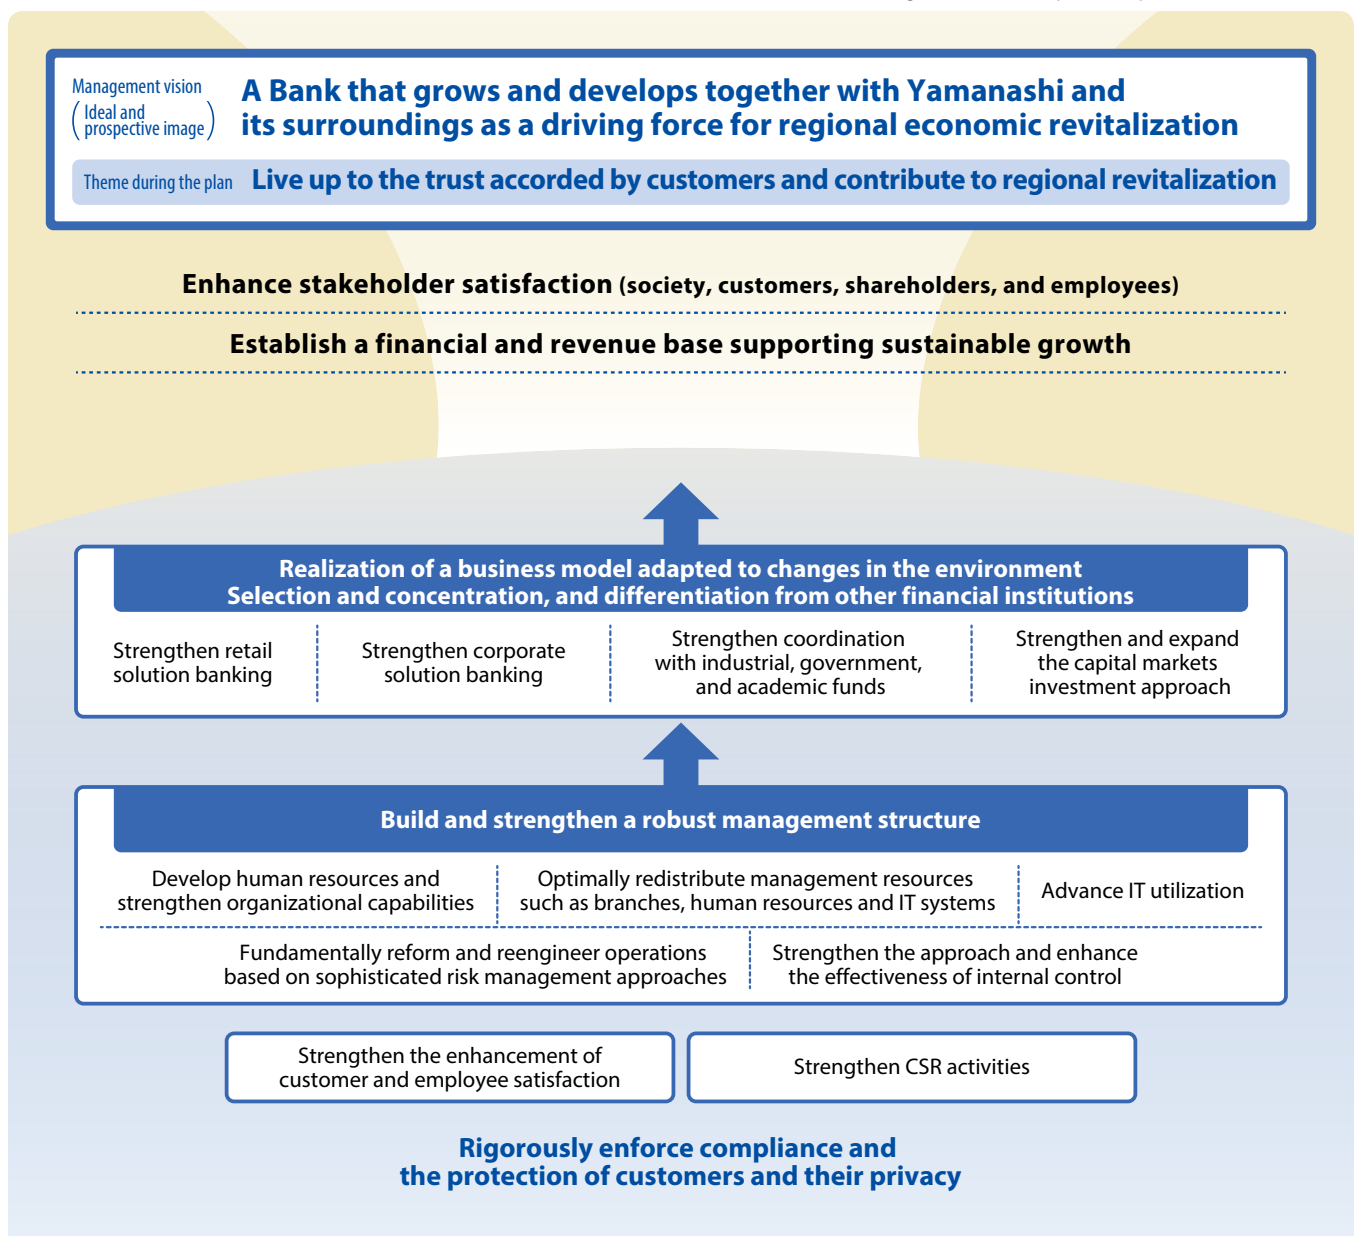 Management vision
(Ideal and
prospective image)
A Bank that grows and develops together with Yamanashi and
its surroundings as a driving force for regional economic revitalization
Theme during the plan Live up to the trust accorded by customers and contribute to regional revitalization
Enhance stakeholder satisfaction (society, customers, shareholders, and employees)
Establish a financial and revenue base supporting sustainable growth
Realization of a business model adapted to changes in the environment
Selection and concentration, and differentiation from other financial institutions
Strengthen retail
solution banking
Strengthen corporate
solution banking
Strengthen coordination
with industrial, government,
and academic funds
Strengthen and expand
the capital markets
investment approach
Build and strengthen a robust management structure
Develop human resources and
strengthen organizational capabilities
Optimally redistribute management resources
such as branches, human resources and IT systems
Advance IT utilization
Fundamentally reform and reengineer operations
based on sophisticated risk management approaches
Strengthen the approach and enhance
the effectiveness of internal control
Strengthen the enhancement of
customer and employee satisfaction
Strengthen CSR activities
Rigorously enforce compliance and
the protection of customers and their privacy